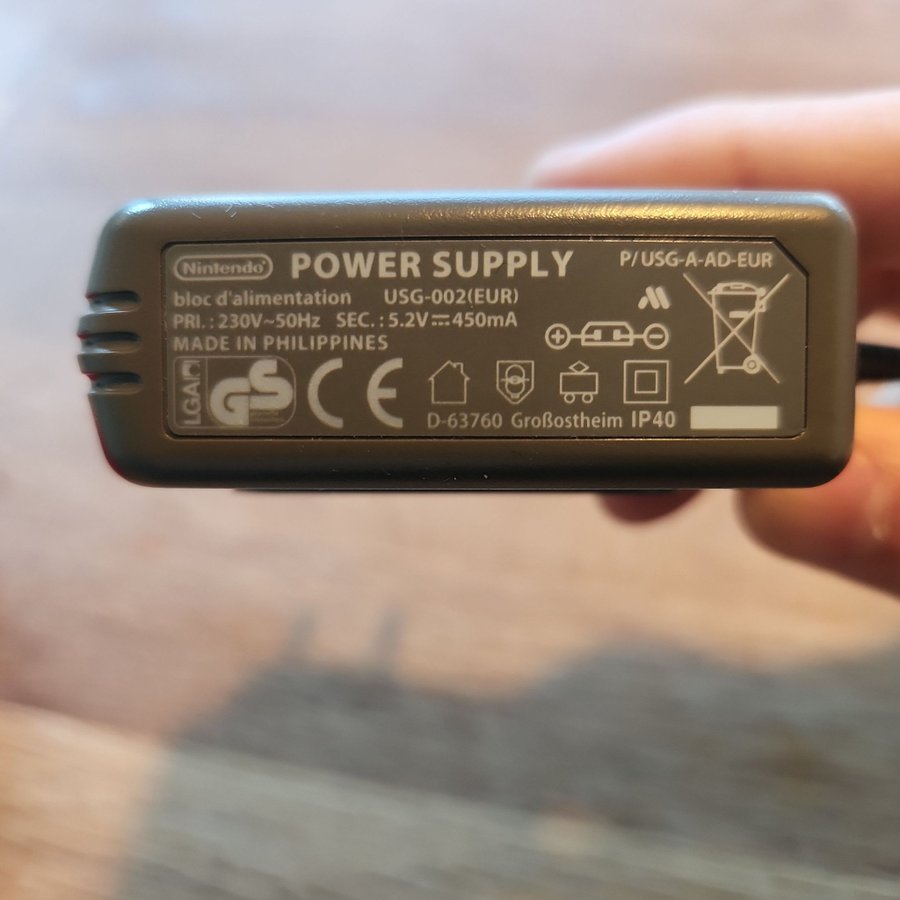 Nintendo POWER SUPPLY P/USG-A-AD-EUR
bloc d'alimentation USG-002(EUR)
PRI.: 230V~50Hz SEC.: 5.2V⎓450mA
MADE IN PHILIPPINES
LGA GS CE
D-63760 Großostheim IP40